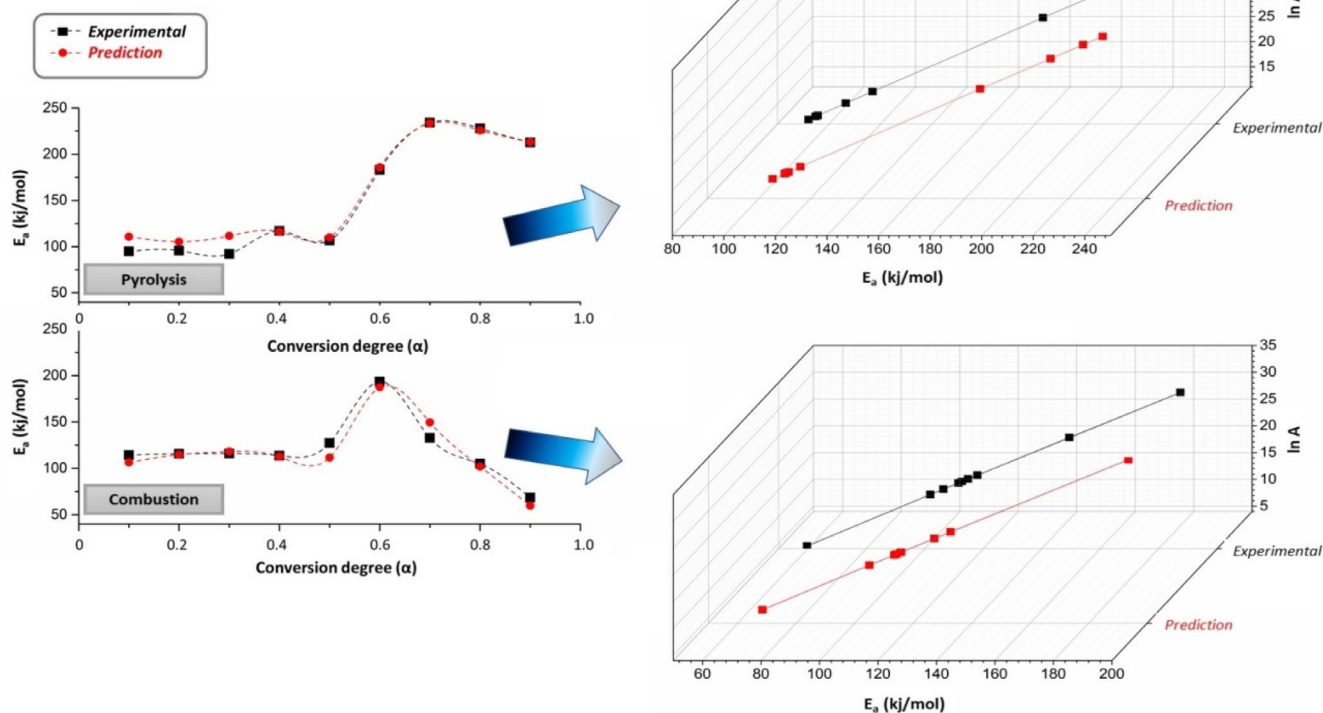 Experimental
Prediction
250
200
150
100
50
Ea (kj/mol)
Pyrolysis
0 0.2 0.4 0.6 0.8 1.0
Conversion degree (α)
250
200
150
100
50
Ea (kj/mol)
Combustion
0 0.2 0.4 0.6 0.8 1.0
Conversion degree (α)
25
20
15
ln
Experimental
Prediction
80 100 120 140 160 180 200 220 240
Ea (kj/mol)
35
30
25
20
15
10
5
ln A
Experimental
Prediction
60 80 100 120 140 160 180 200
Ea (kj/mol)